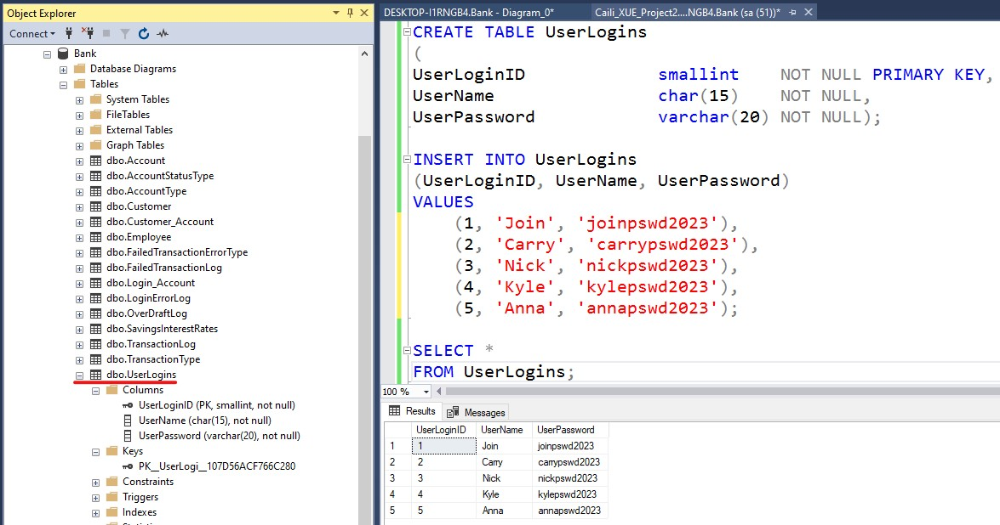 Object Explorer
Connect
Bank
Database Diagrams
Tables
System Tables
FileTables
External Tables
Graph Tables
dbo.Account
dbo.AccountStatusType
dbo.AccountType
dbo.Customer
dbo.Customer_Account
dbo.Employee
dbo.FailedTransactionErrorType
dbo.FailedTransactionLog
dbo.Login_Account
dbo.LoginErrorLog
dbo.OverDraftLog
dbo.SavingsInterestRates
dbo.TransactionLog
dbo.TransactionType
dbo.UserLogins
Columns
UserLoginID (PK, smallint, not null)
UserName (char(15), not null)
UserPassword (varchar(20), not null)
Keys
PK__UserLogi__107D56ACF766C280
Constraints
Triggers
Indexes
DESKTOP-I1RNGB4.Bank - Diagram_0*
Caili_XUE_Project2....NGB4.Bank (sa (51))*
CREATE TABLE UserLogins
(
UserLoginID smallint NOT NULL PRIMARY KEY,
UserName char(15) NOT NULL,
UserPassword varchar(20) NOT NULL);
INSERT INTO UserLogins
(UserLoginID, UserName, UserPassword)
VALUES
(1, 'Join', 'joinpswd2023'),
(2, 'Carry', 'carrypswd2023'),
(3, 'Nick', 'nickpswd2023'),
(4, 'Kyle', 'kylepswd2023'),
(5, 'Anna', 'annapswd2023');
SELECT *
FROM UserLogins;
100 %
Results Messages
UserLoginID UserName UserPassword
1 1 Join joinpswd2023
2 2 Carry carrypswd2023
3 3 Nick nickpswd2023
4 4 Kyle kylepswd2023
5 5 Anna annapswd2023